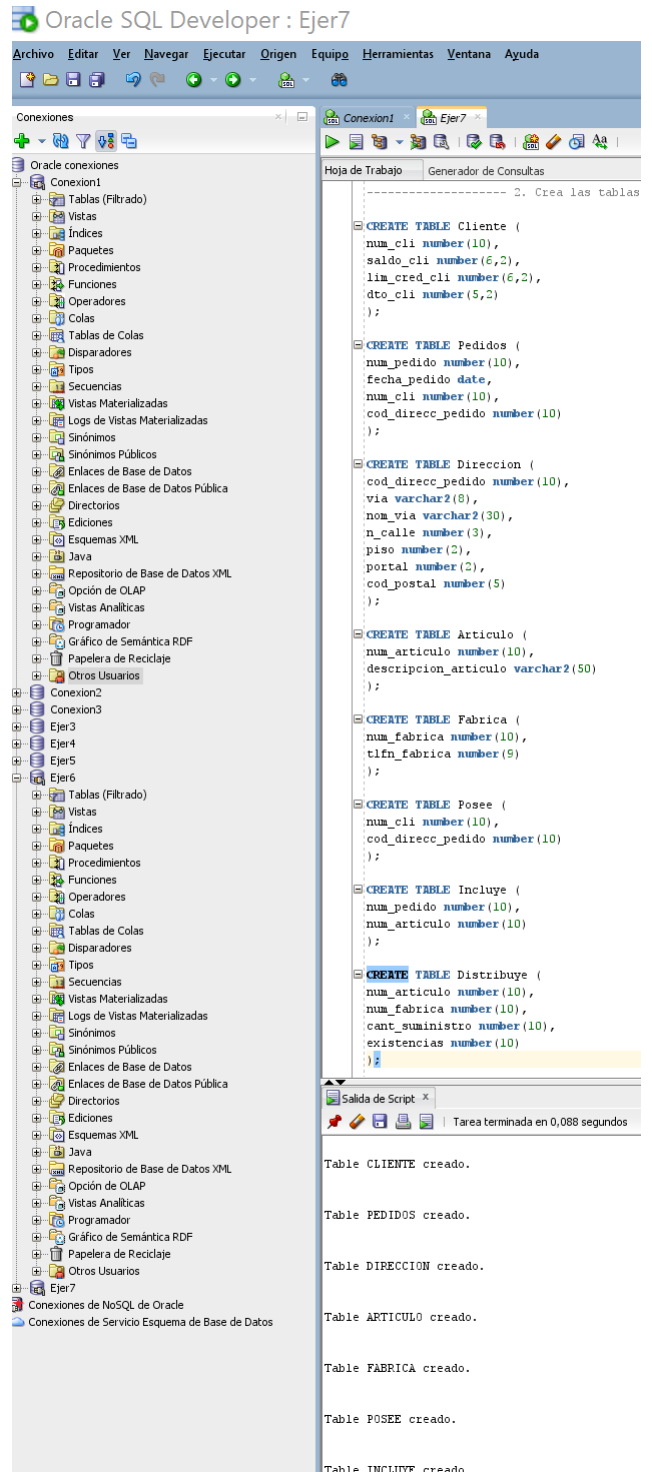 Oracle SQL Developer : Ejer7
Archivo Editar Ver Navegar Ejecutar Origen Equipo Herramientas Ventana Ayuda
Conexiones
Oracle conexiones
Conexion1
Tablas (Filtrado)
Vistas
Índices
Paquetes
Procedimientos
Funciones
Operadores
Colas
Tablas de Colas
Disparadores
Tipos
Secuencias
Vistas Materializadas
Logs de Vistas Materializadas
Sinónimos
Sinónimos Públicos
Enlaces de Base de Datos
Enlaces de Base de Datos Pública
Directorios
Ediciones
Esquemas XML
Java
Repositorio de Base de Datos XML
Opción de OLAP
Vistas Analíticas
Programador
Gráfico de Semántica RDF
Papelera de Reciclaje
Otros Usuarios
Conexion2
Conexion3
Ejer3
Ejer4
Ejer5
Ejer6
Tablas (Filtrado)
Vistas
Índices
Paquetes
Procedimientos
Funciones
Operadores
Colas
Tablas de Colas
Disparadores
Tipos
Secuencias
Vistas Materializadas
Logs de Vistas Materializadas
Sinónimos
Sinónimos Públicos
Enlaces de Base de Datos
Enlaces de Base de Datos Pública
Directorios
Ediciones
Esquemas XML
Java
Repositorio de Base de Datos XML
Opción de OLAP
Vistas Analíticas
Programador
Gráfico de Semántica RDF
Papelera de Reciclaje
Otros Usuarios
Ejer7
Conexiones de NoSQL de Oracle
Conexiones de Servicio Esquema de Base de Datos
Conexion1 Ejer7
Hoja de Trabajo Generador de Consultas
------------------- 2. Crea las tablas
CREATE TABLE Cliente (
num_cli number(10),
saldo_cli number(6,2),
lim_cred_cli number(6,2),
dto_cli number(5,2)
);
CREATE TABLE Pedidos (
num_pedido number(10),
fecha_pedido date,
num_cli number(10),
cod_direcc_pedido number(10)
);
CREATE TABLE Direccion (
cod_direcc_pedido number(10),
via varchar2(8),
nom_via varchar2(30),
n_calle number(3),
piso number(2),
portal number(2),
cod_postal number(5)
);
CREATE TABLE Articulo (
num_articulo number(10),
descripcion_articulo varchar2(50)
);
CREATE TABLE Fabrica (
num_fabrica number(10),
tlfn_fabrica number(9)
);
CREATE TABLE Posee (
num_cli number(10),
cod_direcc_pedido number(10)
);
CREATE TABLE Incluye (
num_pedido number(10),
num_articulo number(10)
);
CREATE TABLE Distribuye (
num_articulo number(10),
num_fabrica number(10),
cant_suministro number(10),
existencias number(10)
);
Salida de Script
Tarea terminada en 0,088 segundos
Table CLIENTE creado.
Table PEDIDOS creado.
Table DIRECCION creado.
Table ARTICULO creado.
Table FABRICA creado.
Table POSEE creado.
Table INCLUYE creado.